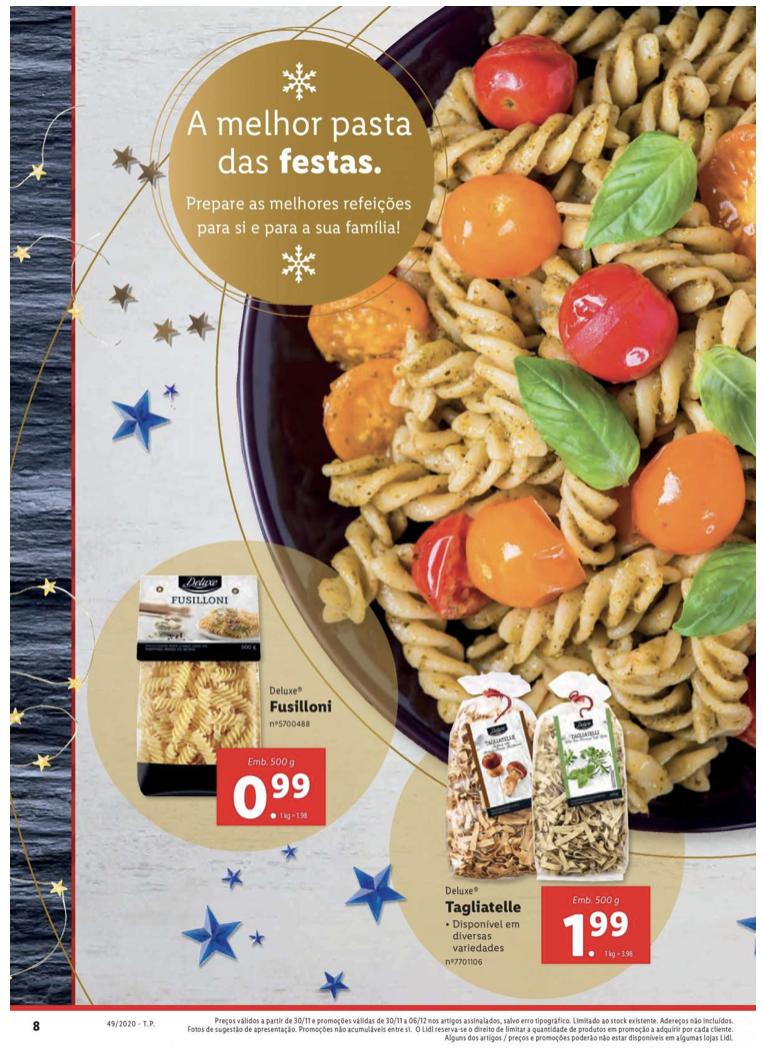 A melhor pasta
das festas.
Prepare as melhores refeições
para si e para a sua família!
Deluxe
FUSILLONI
500 g
Deluxe®
Fusilloni
nº5700488
Emb. 500 g
0.99
● 1 kg = 1.98
Deluxe
TAGLIATELLE
Deluxe
TAGLIATELLE
Deluxe®
Tagliatelle
• Disponível em
diversas
variedades
nº7701106
Emb. 500 g
1.99
● 1 kg = 3.98
8
49/2020 - T.P.
Preços válidos a partir de 30/11 e promoções válidas de 30/11 a 06/12 nos artigos assinalados, salvo erro tipográfico. Limitado ao stock existente. Adereços não incluídos.
Fotos de sugestão de apresentação. Promoções não acumuláveis entre si. O Lidl reserva-se o direito de limitar a quantidade de produtos em promoção a adquirir por cada cliente.
Alguns dos artigos / preços e promoções poderão não estar disponíveis em algumas lojas Lidl.